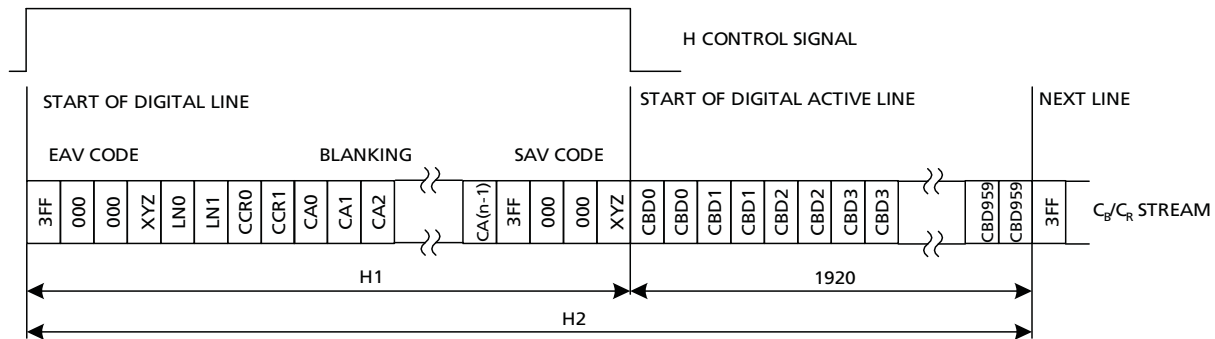 H CONTROL SIGNAL
START OF DIGITAL LINE
START OF DIGITAL ACTIVE LINE
NEXT LINE
EAV CODE
BLANKING
SAV CODE
3FF 000 000 XYZ LN0 LN1 CCR0 CCR1 CA0 CA1 CA2 CA(n-1) 3FF 000 000 XYZ CBD0 CBD0 CBD1 CBD1 CBD2 CBD2 CBD3 CBD3 CBD959 CBD959 3FF
CB/CR STREAM
H1
1920
H2